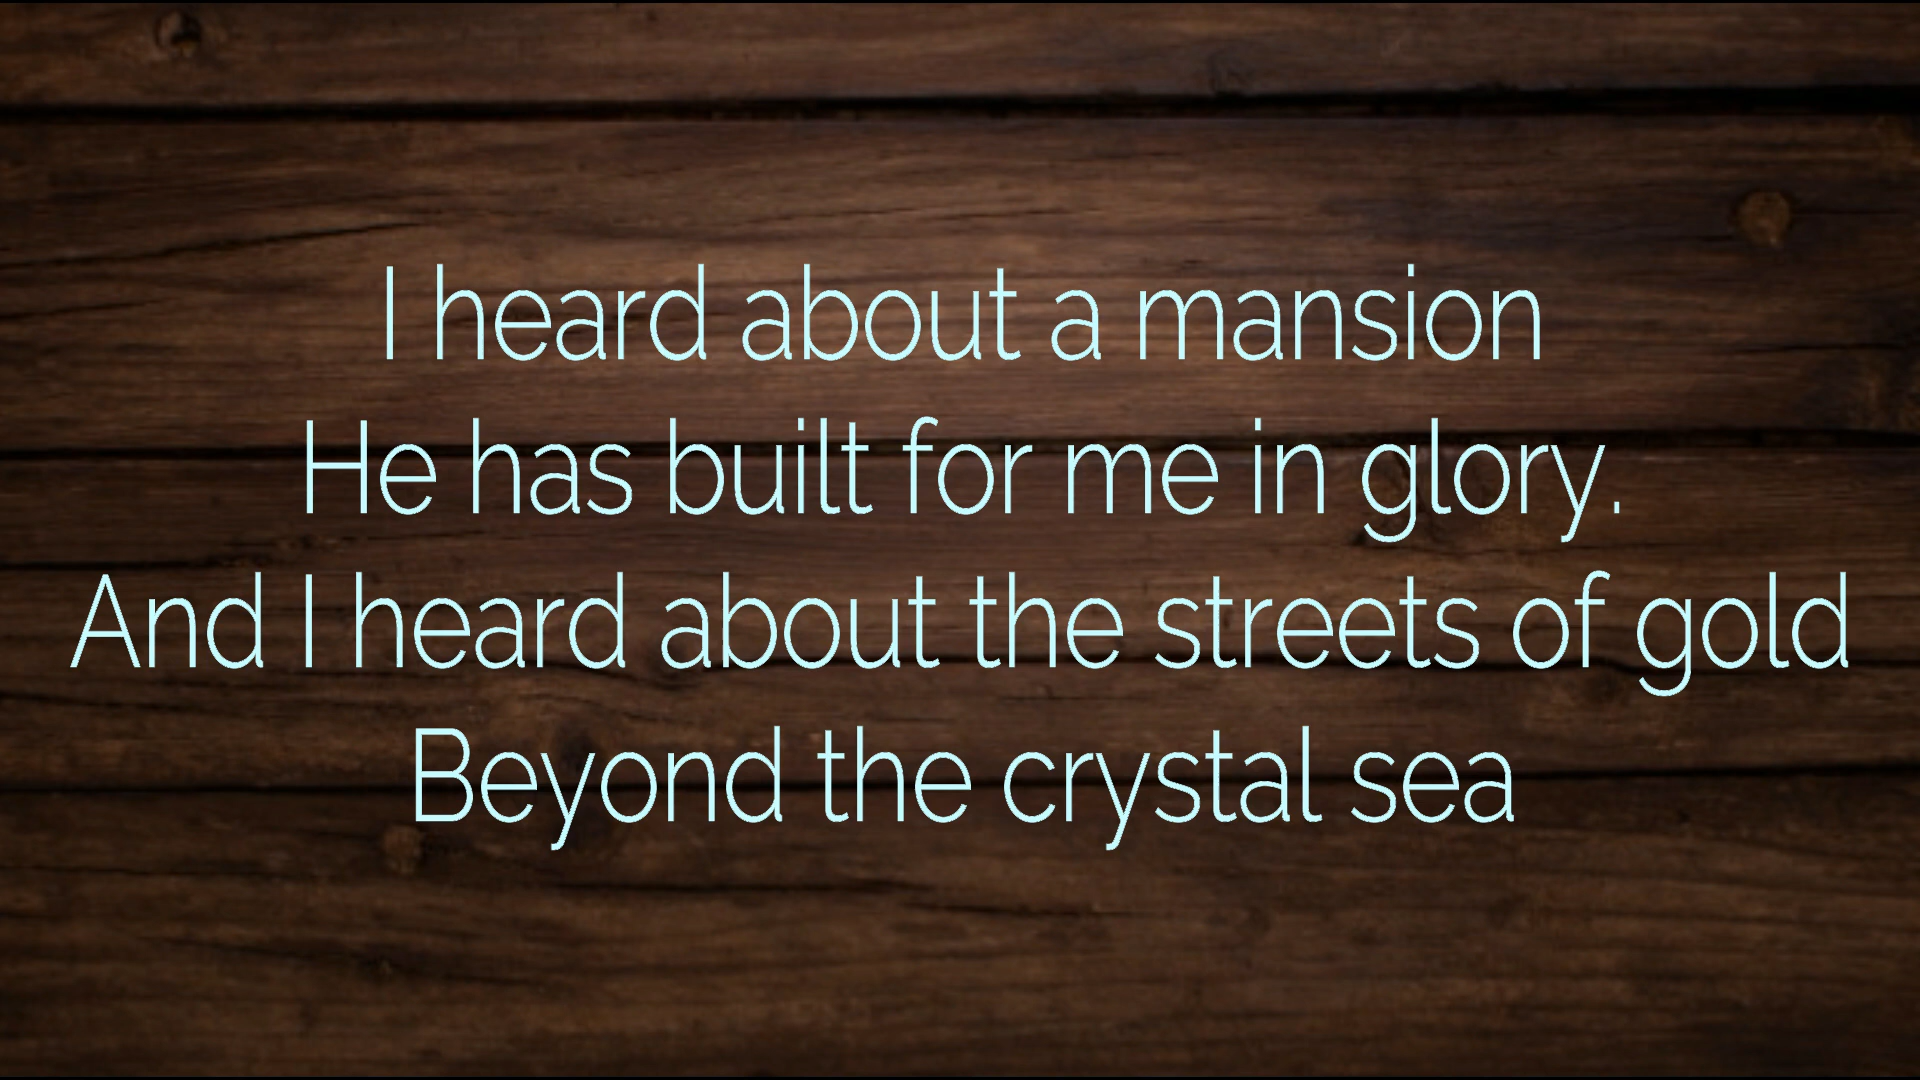 I heard about a mansion
He has built for me in glory.
And I heard about the streets of gold
Beyond the crystal sea